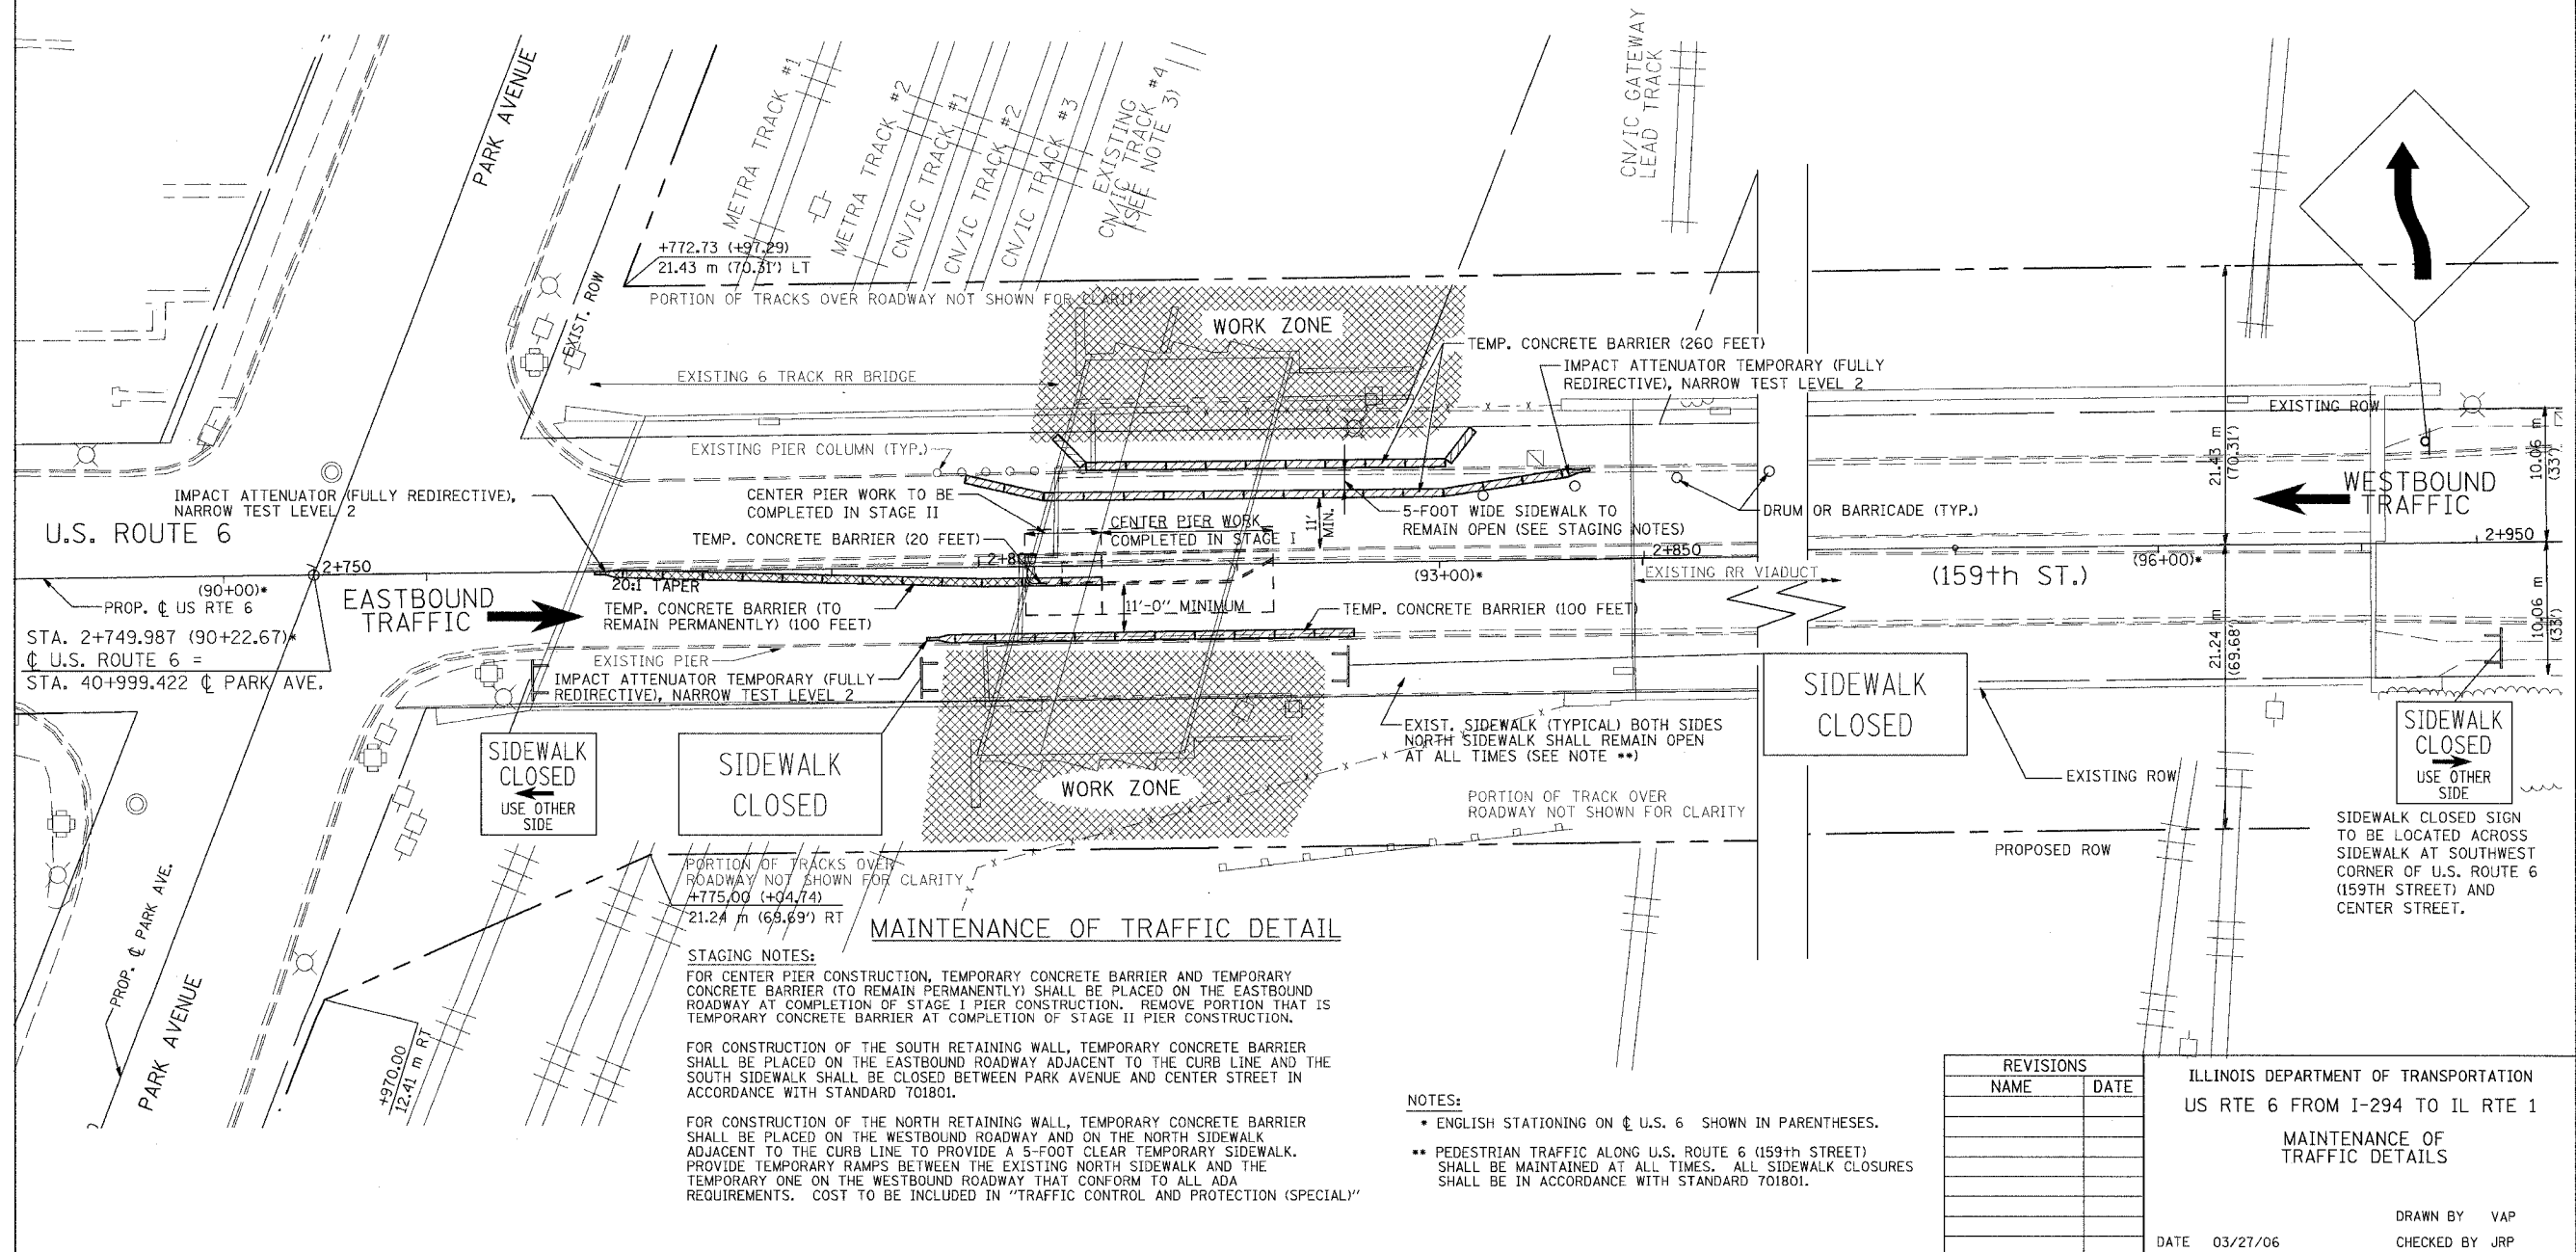 PARK AVENUE
METRA TRACK #1
METRA TRACK #2
CN/IC TRACK #1
CN/IC TRACK #2
CN/IC TRACK #3
EXISTING
CN/IC TRACK #4
(SEE NOTE 3)
CN/IC GATEWAY
LEAD TRACK
+772.73 (+97.29)
21.43 m (70.31') LT
EXIST. ROW
PORTION OF TRACKS OVER ROADWAY NOT SHOWN FOR CLARITY
WORK ZONE
TEMP. CONCRETE BARRIER (260 FEET)
IMPACT ATTENUATOR TEMPORARY (FULLY
REDIRECTIVE), NARROW TEST LEVEL 2
EXISTING 6 TRACK RR BRIDGE
EXISTING ROW
EXISTING PIER COLUMN (TYP.)
21.43 m
(70.31')
10.06 m
(33')
WESTBOUND
TRAFFIC
IMPACT ATTENUATOR (FULLY REDIRECTIVE),
NARROW TEST LEVEL 2
CENTER PIER WORK TO BE
COMPLETED IN STAGE II
CENTER PIER WORK
COMPLETED IN STAGE I
11'
MIN.
5-FOOT WIDE SIDEWALK TO
REMAIN OPEN (SEE STAGING NOTES)
DRUM OR BARRICADE (TYP.)
U.S. ROUTE 6
TEMP. CONCRETE BARRIER (20 FEET)
2+750
2+800
2+850
2+950
(90+00)*
(93+00)*
(96+00)*
EXISTING RR VIADUCT
(159th ST.)
PROP. ℄ US RTE 6
EASTBOUND
TRAFFIC
20:1 TAPER
TEMP. CONCRETE BARRIER (TO
REMAIN PERMANENTLY) (100 FEET)
11'-0" MINIMUM
TEMP. CONCRETE BARRIER (100 FEET)
STA. 2+749.987 (90+22.67)*
℄ U.S. ROUTE 6 =
STA. 40+999.422 ℄ PARK AVE.
21.24 m
(69.68')
10.06 m
(33')
EXISTING PIER
IMPACT ATTENUATOR TEMPORARY (FULLY
REDIRECTIVE), NARROW TEST LEVEL 2
SIDEWALK
CLOSED
USE OTHER
SIDE
SIDEWALK
CLOSED
WORK ZONE
EXIST. SIDEWALK (TYPICAL) BOTH SIDES
NORTH SIDEWALK SHALL REMAIN OPEN
AT ALL TIMES (SEE NOTE **)
SIDEWALK
CLOSED
EXISTING ROW
SIDEWALK
CLOSED
USE OTHER
SIDE
PORTION OF TRACK OVER
ROADWAY NOT SHOWN FOR CLARITY
PROPOSED ROW
SIDEWALK CLOSED SIGN
TO BE LOCATED ACROSS
SIDEWALK AT SOUTHWEST
CORNER OF U.S. ROUTE 6
(159TH STREET) AND
CENTER STREET.
PORTION OF TRACKS OVER
ROADWAY NOT SHOWN FOR CLARITY
+775.00 (+04.74)
21.24 m (69.69') RT
PROP. ℄ PARK AVE.
PARK AVENUE
+970.00
12.41 m RT
MAINTENANCE OF TRAFFIC DETAIL
STAGING NOTES:
FOR CENTER PIER CONSTRUCTION, TEMPORARY CONCRETE BARRIER AND TEMPORARY
CONCRETE BARRIER (TO REMAIN PERMANENTLY) SHALL BE PLACED ON THE EASTBOUND
ROADWAY AT COMPLETION OF STAGE I PIER CONSTRUCTION. REMOVE PORTION THAT IS
TEMPORARY CONCRETE BARRIER AT COMPLETION OF STAGE II PIER CONSTRUCTION.
FOR CONSTRUCTION OF THE SOUTH RETAINING WALL, TEMPORARY CONCRETE BARRIER
SHALL BE PLACED ON THE EASTBOUND ROADWAY ADJACENT TO THE CURB LINE AND THE
SOUTH SIDEWALK SHALL BE CLOSED BETWEEN PARK AVENUE AND CENTER STREET IN
ACCORDANCE WITH STANDARD 701801.
FOR CONSTRUCTION OF THE NORTH RETAINING WALL, TEMPORARY CONCRETE BARRIER
SHALL BE PLACED ON THE WESTBOUND ROADWAY AND ON THE NORTH SIDEWALK
ADJACENT TO THE CURB LINE TO PROVIDE A 5-FOOT CLEAR TEMPORARY SIDEWALK.
PROVIDE TEMPORARY RAMPS BETWEEN THE EXISTING NORTH SIDEWALK AND THE
TEMPORARY ONE ON THE WESTBOUND ROADWAY THAT CONFORM TO ALL ADA
REQUIREMENTS. COST TO BE INCLUDED IN "TRAFFIC CONTROL AND PROTECTION (SPECIAL)"
NOTES:
* ENGLISH STATIONING ON ℄ U.S. 6 SHOWN IN PARENTHESES.
** PEDESTRIAN TRAFFIC ALONG U.S. ROUTE 6 (159th STREET)
SHALL BE MAINTAINED AT ALL TIMES. ALL SIDEWALK CLOSURES
SHALL BE IN ACCORDANCE WITH STANDARD 701801.
REVISIONS
NAME DATE
ILLINOIS DEPARTMENT OF TRANSPORTATION
US RTE 6 FROM I-294 TO IL RTE 1
MAINTENANCE OF
TRAFFIC DETAILS
DRAWN BY VAP
DATE 03/27/06 CHECKED BY JRP